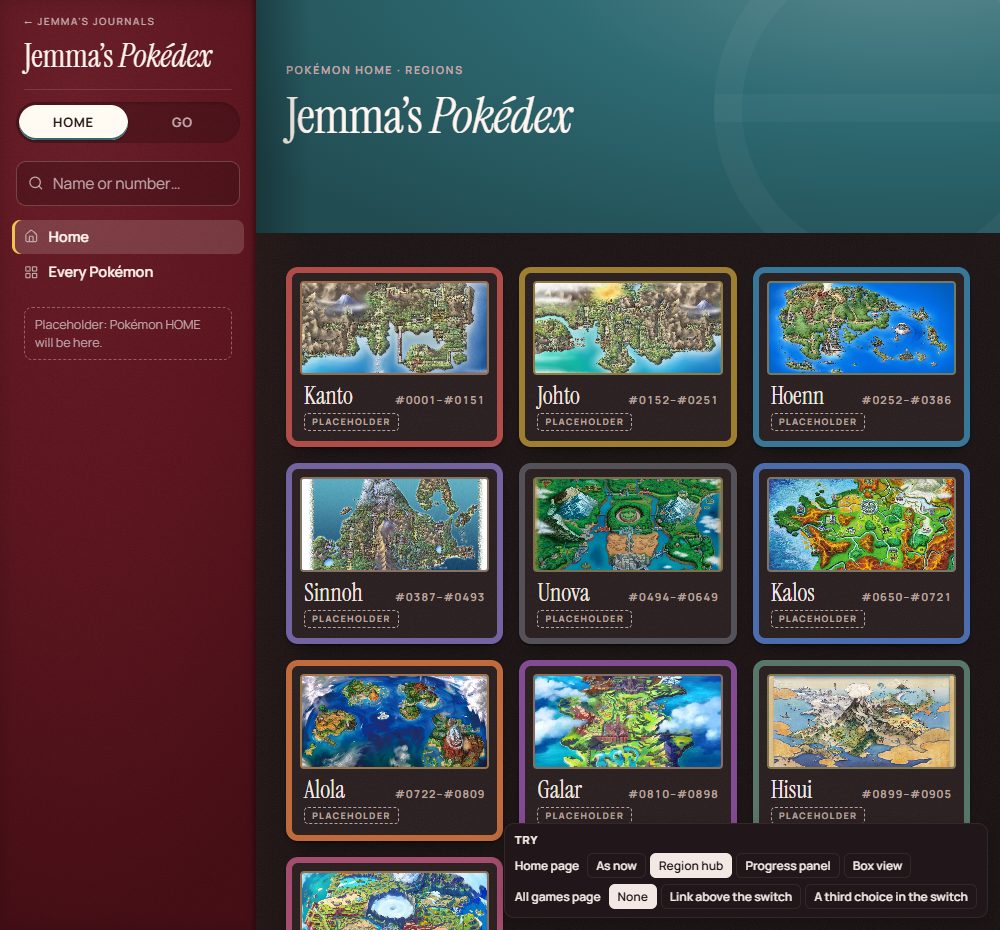 ← JEMMA'S JOURNALS
Jemma's Pokédex
HOME
GO
Name or number...
Home
Every Pokémon
Placeholder: Pokémon HOME
will be here.
POKÉMON HOME · REGIONS
Jemma's Pokédex
Kanto #0001–#0151
PLACEHOLDER
Johto #0152–#0251
PLACEHOLDER
Hoenn #0252–#0386
PLACEHOLDER
Sinnoh #0387–#0493
PLACEHOLDER
Unova #0494–#0649
PLACEHOLDER
Kalos #0650–#0721
PLACEHOLDER
Alola #0722–#0809
PLACEHOLDER
Galar #0810–#0898
PLACEHOLDER
Hisui #0899–#0905
PLACEHOLDER
TRY
Home page As now Region hub Progress panel Box view
All games page None Link above the switch A third choice in the switch